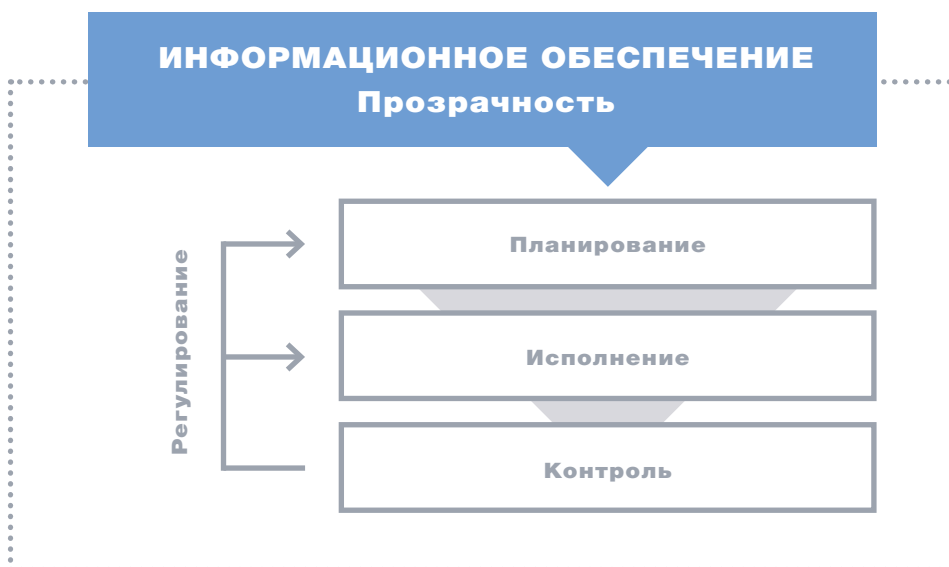 ИНФОРМАЦИОННОЕ ОБЕСПЕЧЕНИЕ
Прозрачность
Регулирование
Планирование
Исполнение
Контроль